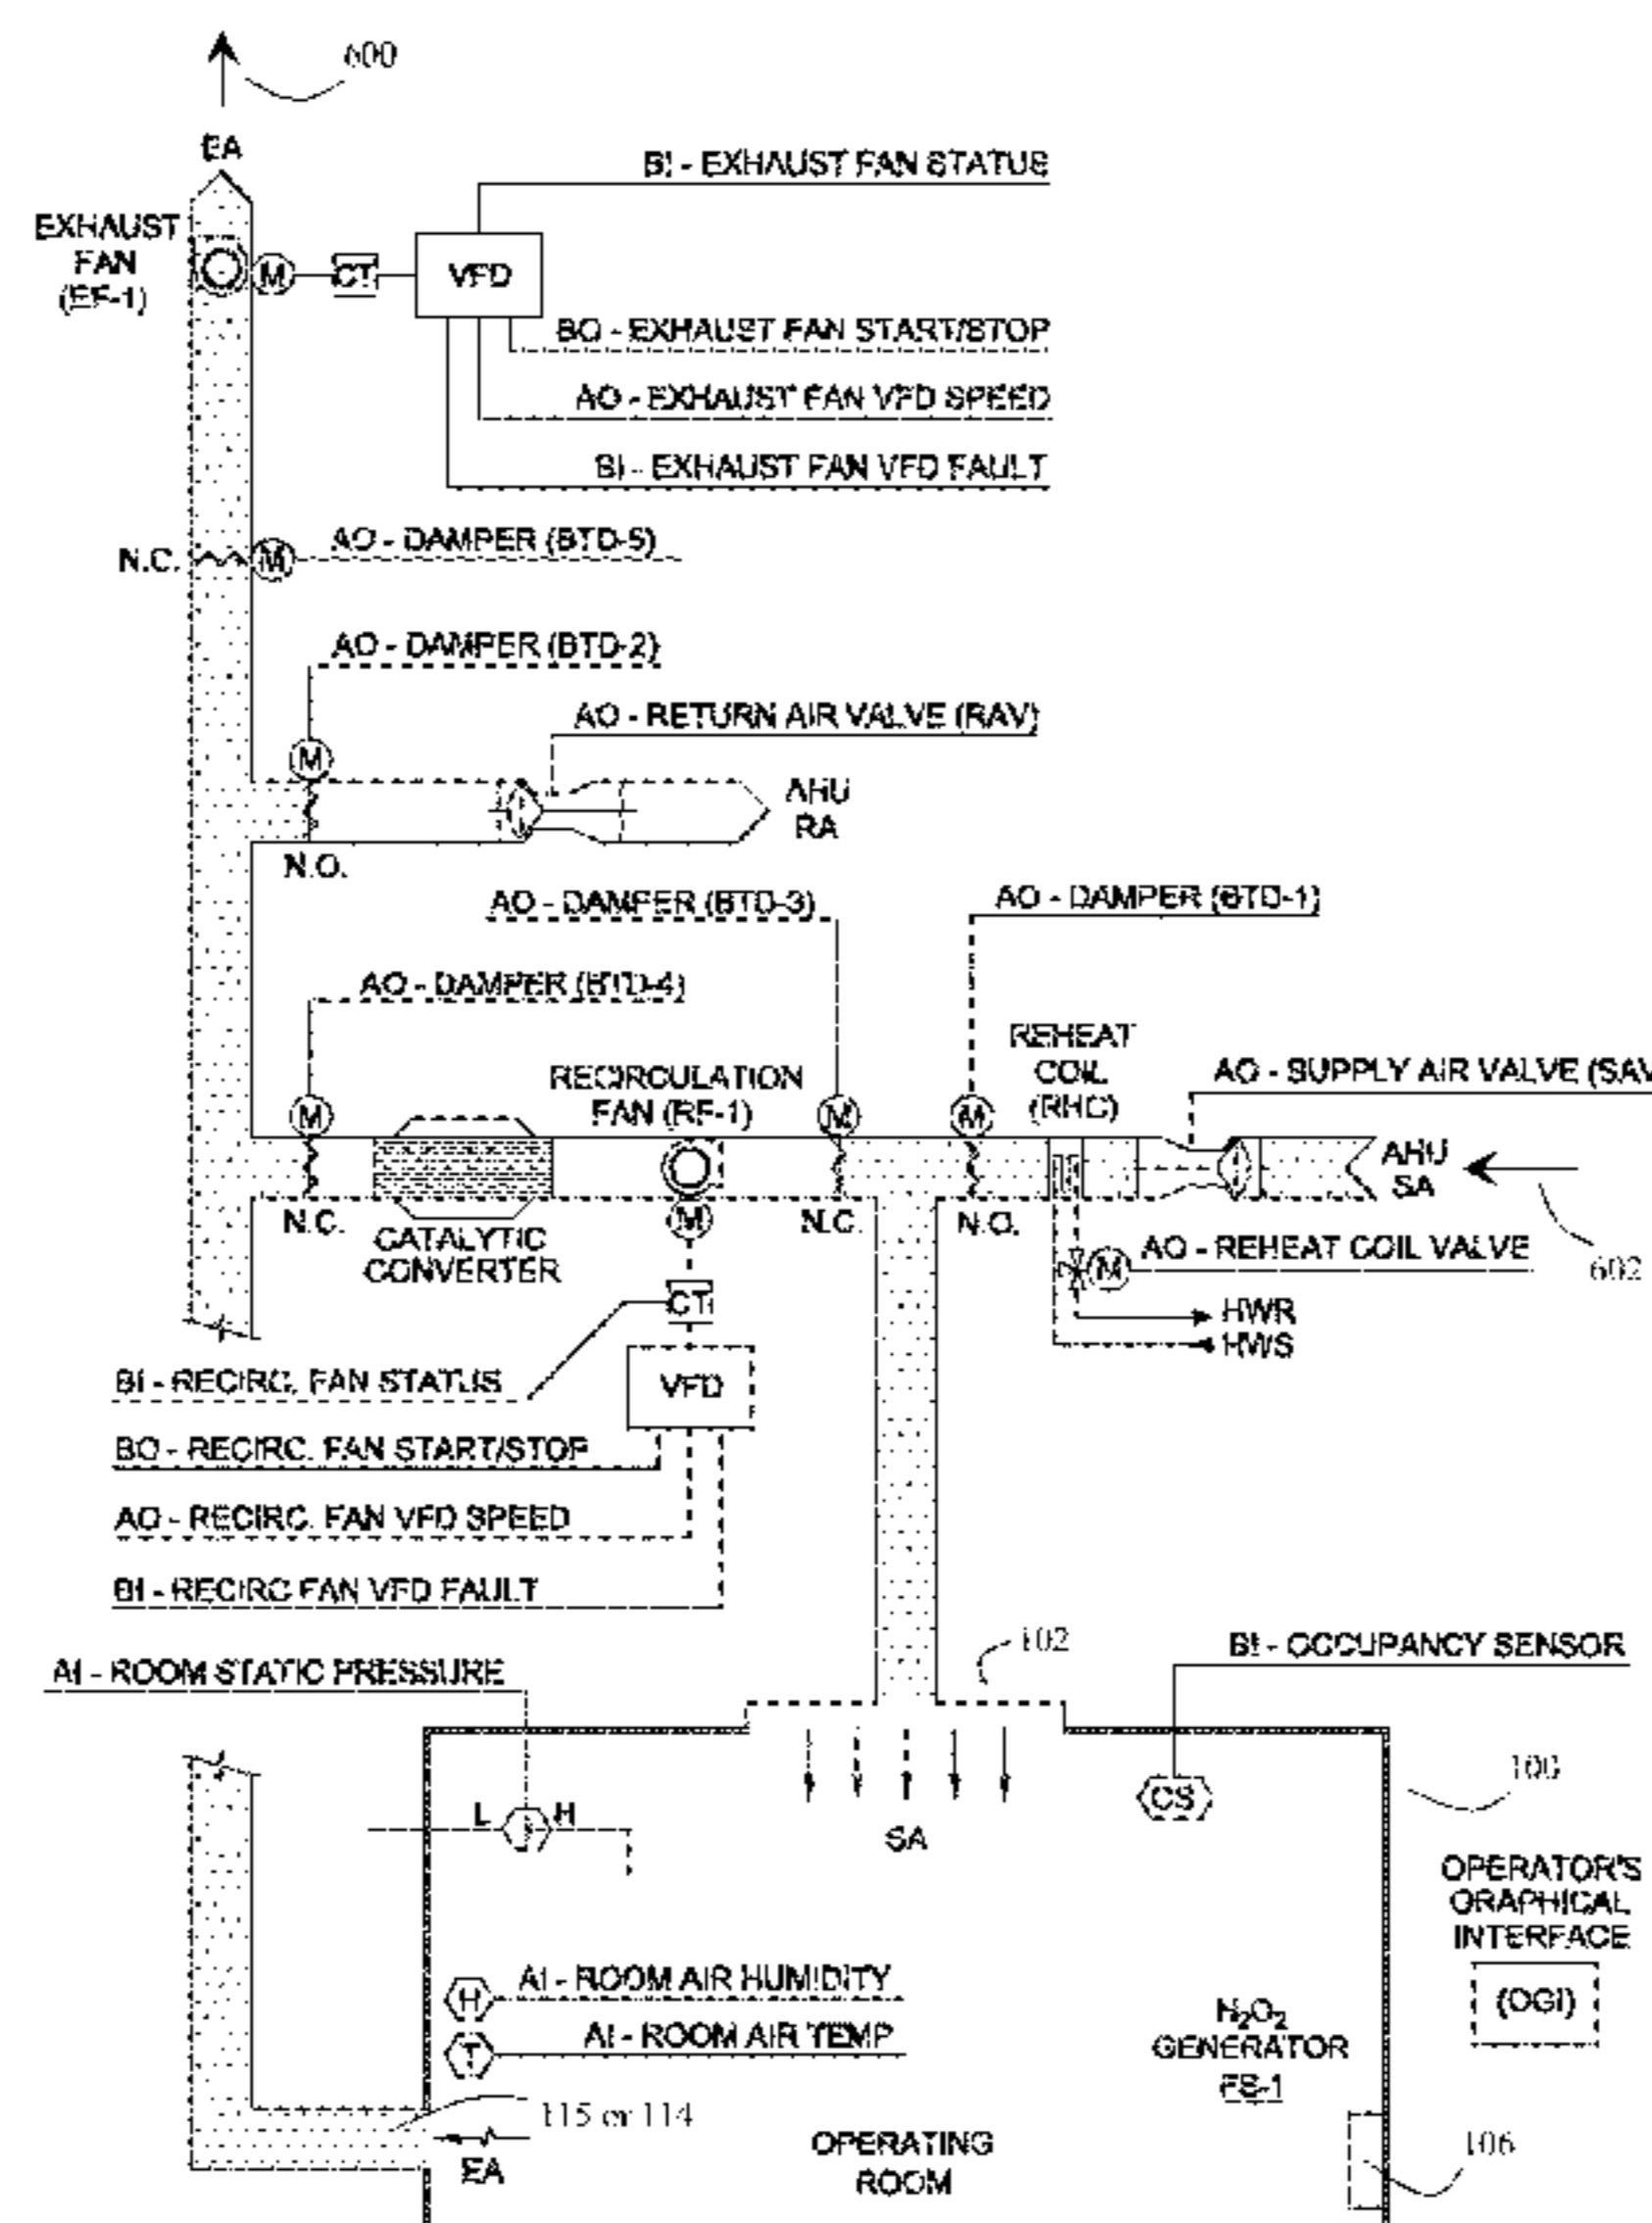 600
EA
BI - EXHAUST FAN STATUS
EXHAUST
FAN
(EF-1)
M
CT
VFD
BO - EXHAUST FAN START/STOP
AO - EXHAUST FAN VFD SPEED
BI - EXHAUST FAN VFD FAULT
N.C.
M
AO - DAMPER (BTD-5)
AO - DAMPER (BTD-2)
AO - RETURN AIR VALVE (RAV)
M
AHU
RA
N.O.
AO - DAMPER (BTD-3)
AO - DAMPER (BTD-1)
AO - DAMPER (BTD-4)
REHEAT
COIL
(RHC)
RECIRCULATION
FAN (RF-1)
AO - SUPPLY AIR VALVE (SAV
M
M
M
AHU
SA
N.C.
M
N.C.
N.O.
CATALYTIC
CONVERTER
AO - REHEAT COIL VALVE
M
602
CT
HWR
HWS
BI - RECIRC. FAN STATUS
VFD
BO - RECIRC. FAN START/STOP
AO - RECIRC. FAN VFD SPEED
BI - RECIRC FAN VFD FAULT
102
BI - OCCUPANCY SENSOR
AI - ROOM STATIC PRESSURE
100
CS
L
H
SA
OPERATOR'S
GRAPHICAL
INTERFACE
(OGI)
H
AI - ROOM AIR HUMIDITY
T
AI - ROOM AIR TEMP
H₂O₂
GENERATOR
FS-1
115 or 114
EA
OPERATING
ROOM
106